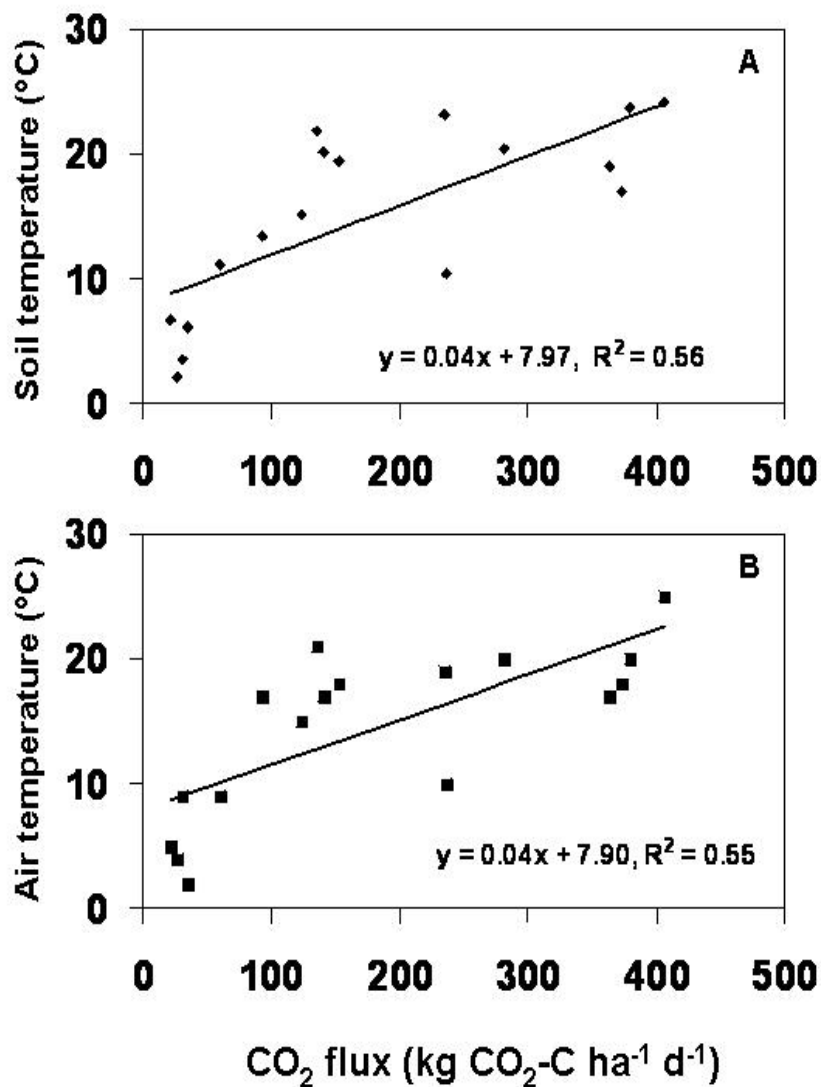 30
A
20
10
0
Soil temperature (°C)
y = 0.04x + 7.97, R² = 0.56
0 100 200 300 400 500
30
B
20
10
0
Air temperature (°C)
y = 0.04x + 7.90, R² = 0.55
0 100 200 300 400 500
CO₂ flux (kg CO₂-C ha⁻¹ d⁻¹)